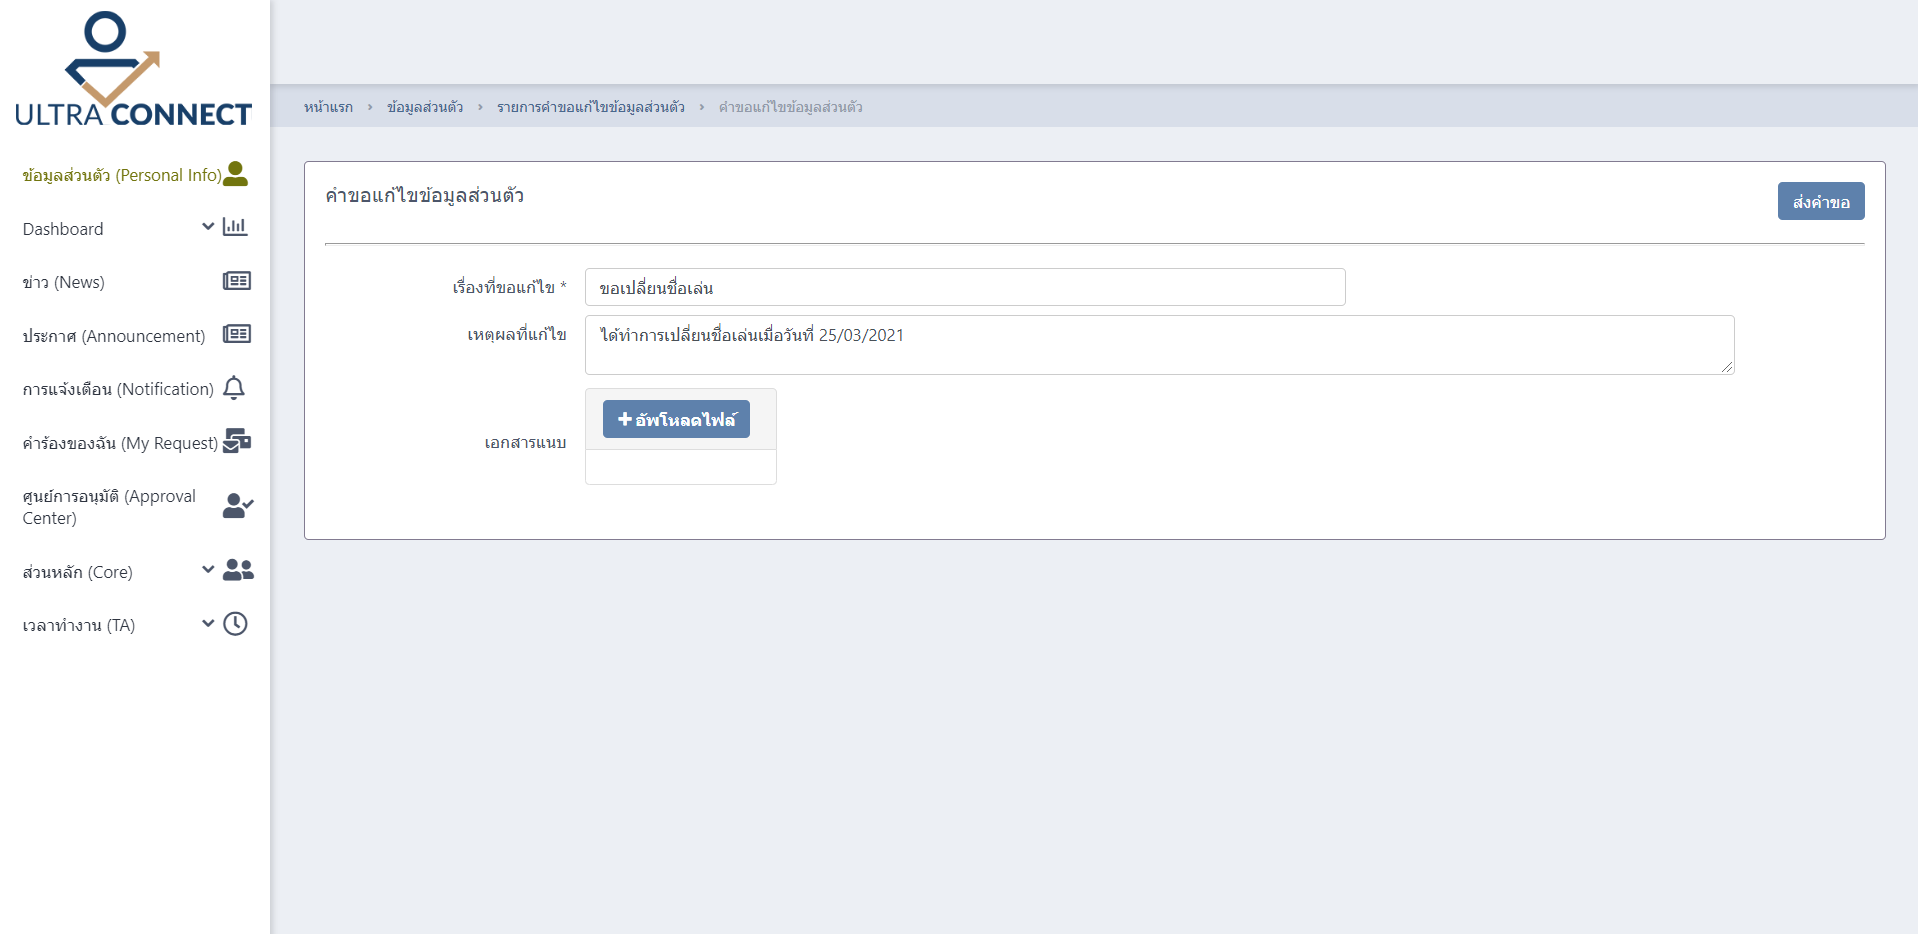 ULTRA CONNECT
ข้อมูลส่วนตัว (Personal Info)
Dashboard
ข่าว (News)
ประกาศ (Announcement)
การแจ้งเตือน (Notification)
คำร้องของฉัน (My Request)
ศูนย์การอนุมัติ (Approval
Center)
ส่วนหลัก (Core)
เวลาทำงาน (TA)
หน้าแรก › ข้อมูลส่วนตัว › รายการคำขอแก้ไขข้อมูลส่วนตัว › คำขอแก้ไขข้อมูลส่วนตัว
คำขอแก้ไขข้อมูลส่วนตัว
ส่งคำขอ
เรื่องที่ขอแก้ไข * ขอเปลี่ยนชื่อเล่น
เหตุผลที่แก้ไข ได้ทำการเปลี่ยนชื่อเล่นเมื่อวันที่ 25/03/2021
+ อัพโหลดไฟล์
เอกสารแนบ